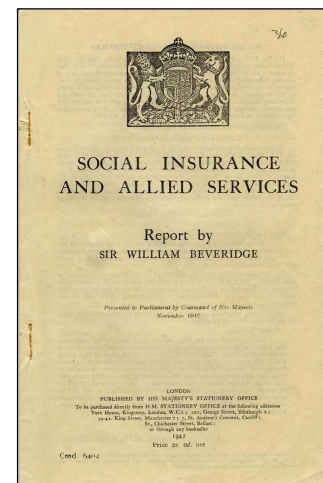 3/6
SOCIAL INSURANCE
AND ALLIED SERVICES
Report by
SIR WILLIAM BEVERIDGE
Presented to Parliament by Command of His Majesty
November 1942
LONDON
PUBLISHED BY HIS MAJESTY'S STATIONERY OFFICE
To be purchased directly from H.M. STATIONERY OFFICE at the following addresses
York House, Kingsway, London, W.C.2; 120, George Street, Edinburgh 2;
39-41, King Street, Manchester 2; 1, St. Andrew's Crescent, Cardiff;
80, Chichester Street, Belfast;
or through any bookseller
1942
Price 2s. 0d. net
Cmd. 6404